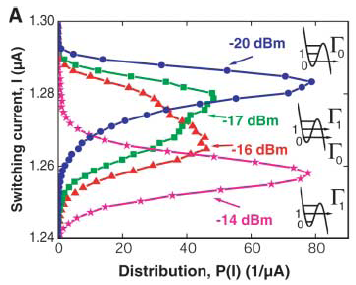 A
1.30
1.28
1.26
1.24
Switching current, I (µA)
-20 dBm
-17 dBm
-16 dBm
-14 dBm
1
0
Γ₀
1
0
Γ₁
Γ₀
1
0
Γ₁
0 20 40 60 80
Distribution, P(I) (1/µA)